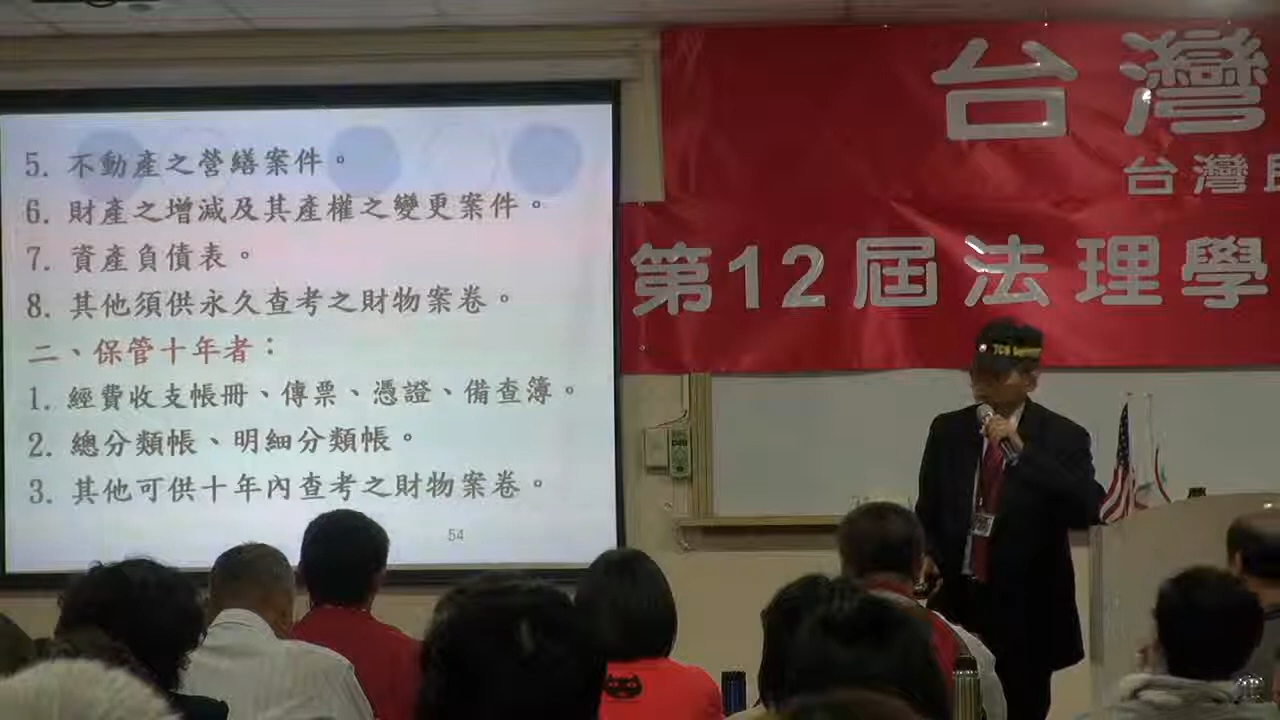 5. 不動產之營繕案件。
6. 財產之增減及其產權之變更案件。
7. 資產負債表。
8. 其他須供永久查考之財物案卷。
二、保管十年者：
1. 經費收支帳冊、傳票、憑證、備查簿。
2. 總分類帳、明細分類帳。
3. 其他可供十年內查考之財物案卷。
54
台灣
台灣
第12屆法理學
TCG